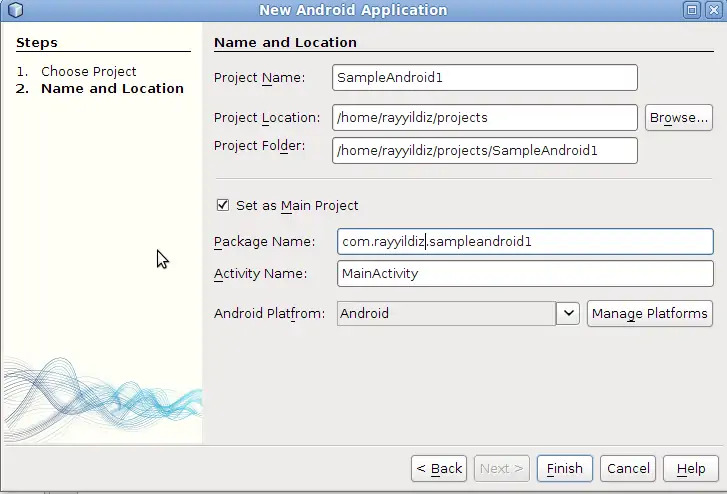 New Android Application
Steps
1. Choose Project
2. Name and Location
Name and Location
Project Name: SampleAndroid1
Project Location: /home/rayyildiz/projects Browse...
Project Folder: /home/rayyildiz/projects/SampleAndroid1
Set as Main Project
Package Name: com.rayyildiz.sampleandroid1
Activity Name: MainActivity
Android Platfrom: Android Manage Platforms
< Back Next > Finish Cancel Help